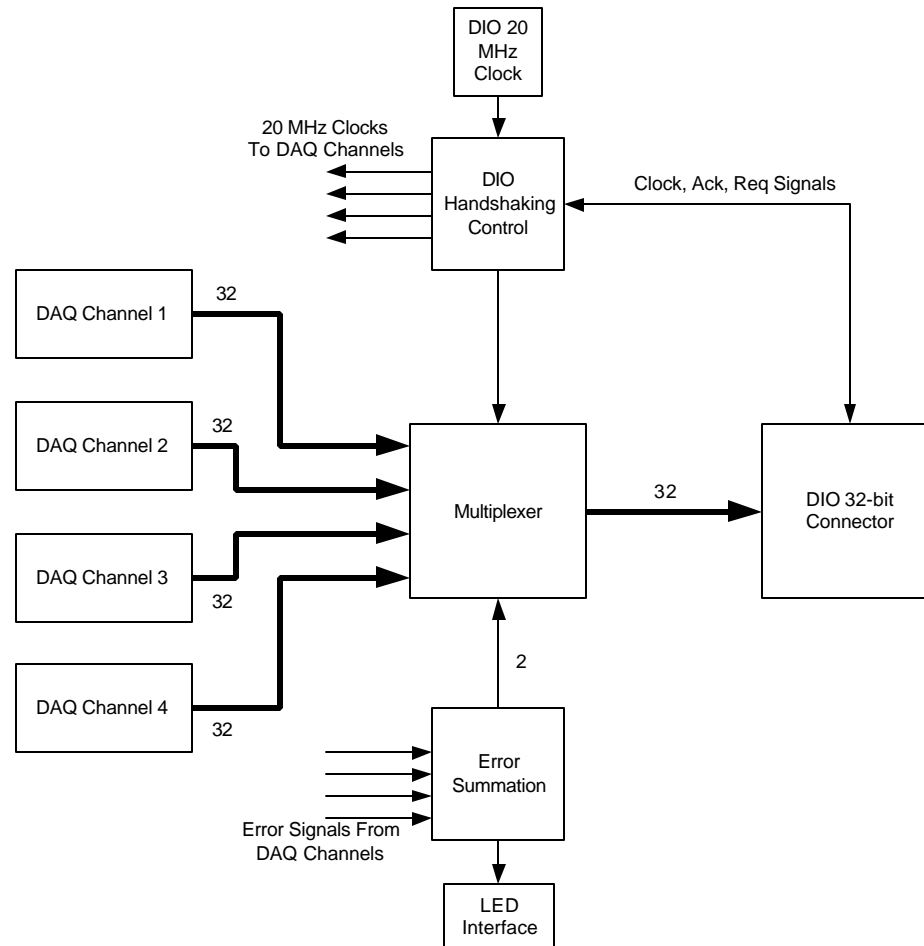 DIO 20
MHz
Clock
20 MHz Clocks
To DAQ Channels
DIO
Handshaking
Control
Clock, Ack, Req Signals
DAQ Channel 1
32
DAQ Channel 2
32
DAQ Channel 3
32
DAQ Channel 4
32
Multiplexer
32
DIO 32-bit
Connector
2
Error
Summation
Error Signals From
DAQ Channels
LED
Interface